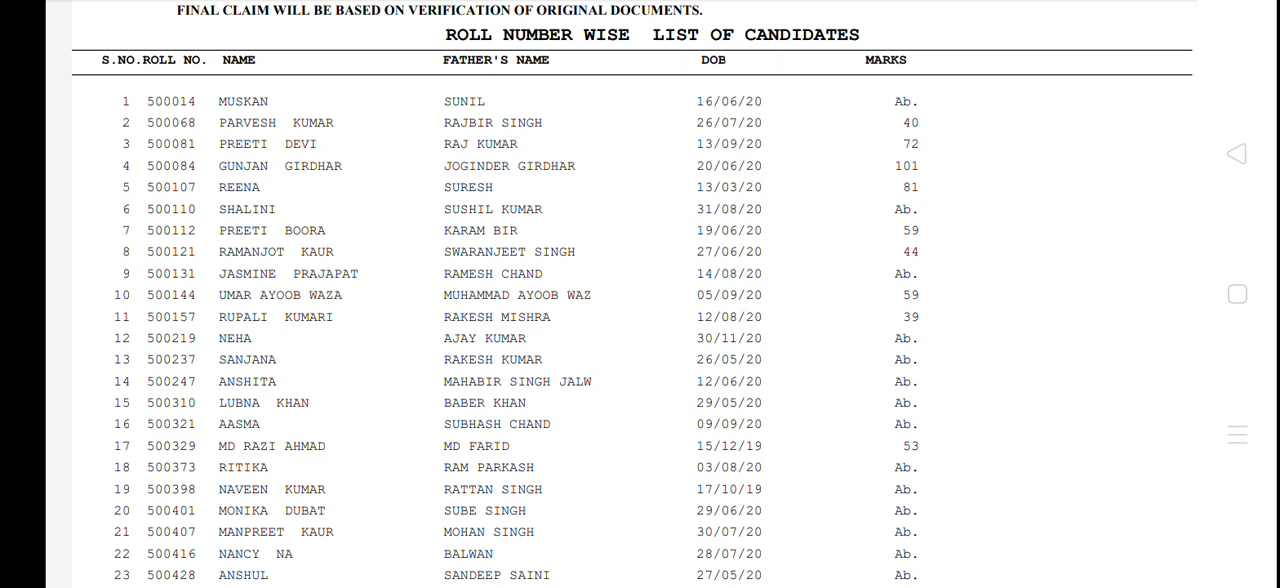 FINAL CLAIM WILL BE BASED ON VERIFICATION OF ORIGINAL DOCUMENTS.
ROLL NUMBER WISE LIST OF CANDIDATES
S.NO. ROLL NO. NAME FATHER'S NAME DOB MARKS
1 500014 MUSKAN SUNIL 16/06/20 Ab.
2 500068 PARVESH KUMAR RAJBIR SINGH 26/07/20 40
3 500081 PREETI DEVI RAJ KUMAR 13/09/20 72
4 500084 GUNJAN GIRDHAR JOGINDER GIRDHAR 20/06/20 101
5 500107 REENA SURESH 13/03/20 81
6 500110 SHALINI SUSHIL KUMAR 31/08/20 Ab.
7 500112 PREETI BOORA KARAM BIR 19/06/20 59
8 500121 RAMANJOT KAUR SWARANJEET SINGH 27/06/20 44
9 500131 JASMINE PRAJAPAT RAMESH CHAND 14/08/20 Ab.
10 500144 UMAR AYOOB WAZA MUHAMMAD AYOOB WAZ 05/09/20 59
11 500157 RUPALI KUMARI RAKESH MISHRA 12/08/20 39
12 500219 NEHA AJAY KUMAR 30/11/20 Ab.
13 500237 SANJANA RAKESH KUMAR 26/05/20 Ab.
14 500247 ANSHITA MAHABIR SINGH JALW 12/06/20 Ab.
15 500310 LUBNA KHAN BABER KHAN 29/05/20 Ab.
16 500321 AASMA SUBHASH CHAND 09/09/20 Ab.
17 500329 MD RAZI AHMAD MD FARID 15/12/19 53
18 500373 RITIKA RAM PARKASH 03/08/20 Ab.
19 500398 NAVEEN KUMAR RATTAN SINGH 17/10/19 Ab.
20 500401 MONIKA DUBAT SUBE SINGH 29/06/20 Ab.
21 500407 MANPREET KAUR MOHAN SINGH 30/07/20 Ab.
22 500416 NANCY NA BALWAN 28/07/20 Ab.
23 500428 ANSHUL SANDEEP SAINI 27/05/20 Ab.